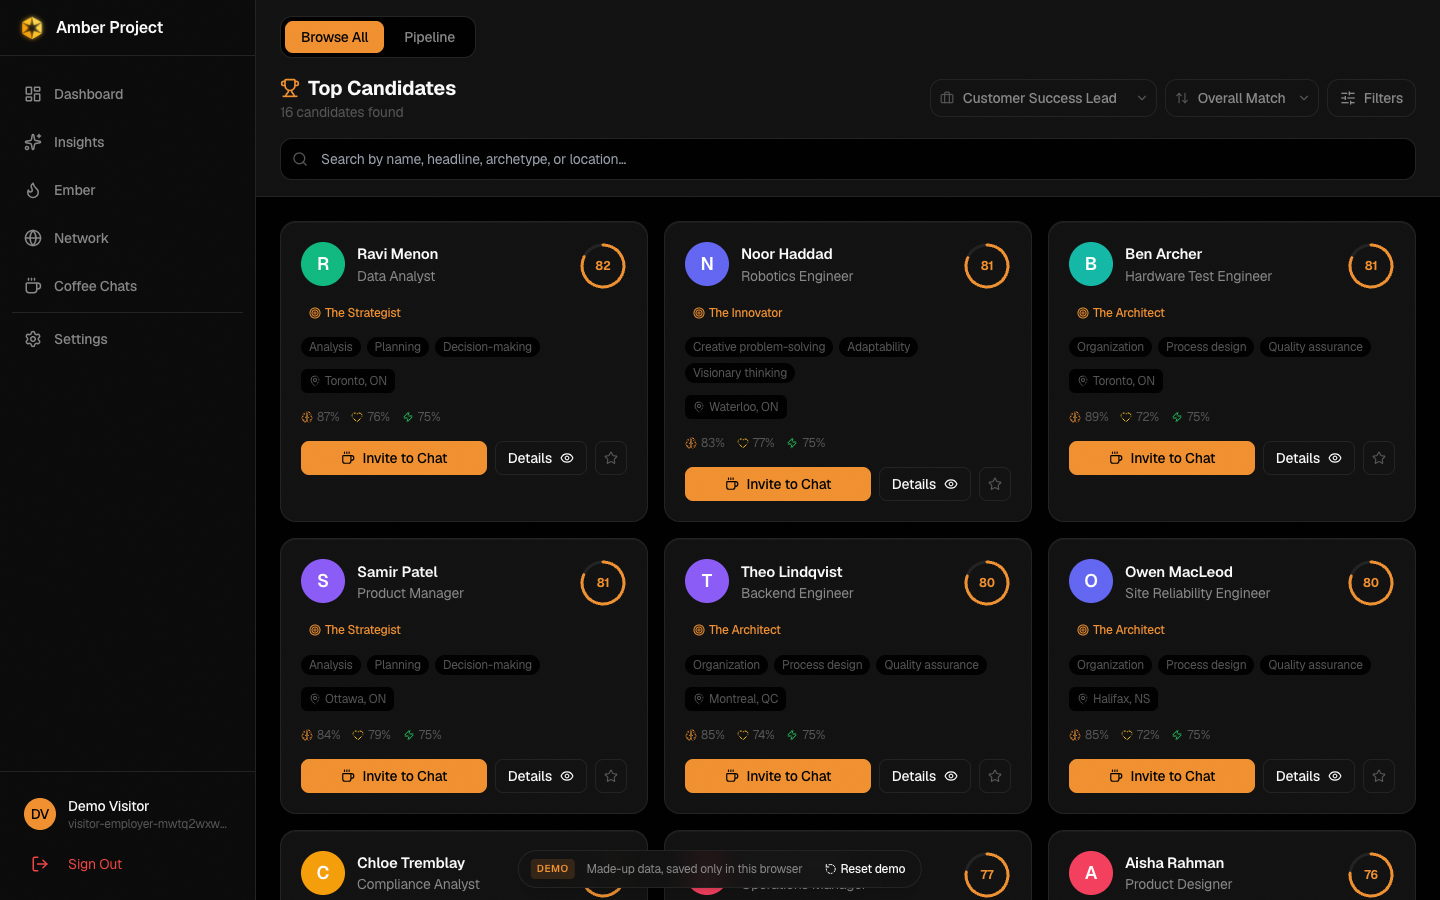 Amber Project
Dashboard
Insights
Ember
Network
Coffee Chats
Settings
DV
Demo Visitor
visitor-employer-mwtq2wxw...
Sign Out
Browse All
Pipeline
Top Candidates
16 candidates found
Customer Success Lead
Overall Match
Filters
Search by name, headline, archetype, or location...
R
Ravi Menon
Data Analyst
82
The Strategist
Analysis
Planning
Decision-making
Toronto, ON
87%
76%
75%
Invite to Chat
Details
N
Noor Haddad
Robotics Engineer
81
The Innovator
Creative problem-solving
Adaptability
Visionary thinking
Waterloo, ON
83%
77%
75%
Invite to Chat
Details
B
Ben Archer
Hardware Test Engineer
81
The Architect
Organization
Process design
Quality assurance
Toronto, ON
89%
72%
75%
Invite to Chat
Details
S
Samir Patel
Product Manager
81
The Strategist
Analysis
Planning
Decision-making
Ottawa, ON
84%
79%
75%
Invite to Chat
Details
T
Theo Lindqvist
Backend Engineer
80
The Architect
Organization
Process design
Quality assurance
Montreal, QC
85%
74%
75%
Invite to Chat
Details
O
Owen MacLeod
Site Reliability Engineer
80
The Architect
Organization
Process design
Quality assurance
Halifax, NS
85%
72%
75%
Invite to Chat
Details
C
Chloe Tremblay
Compliance Analyst
77
A
Aisha Rahman
Product Designer
76
DEMO
Made-up data, saved only in this browser
Reset demo